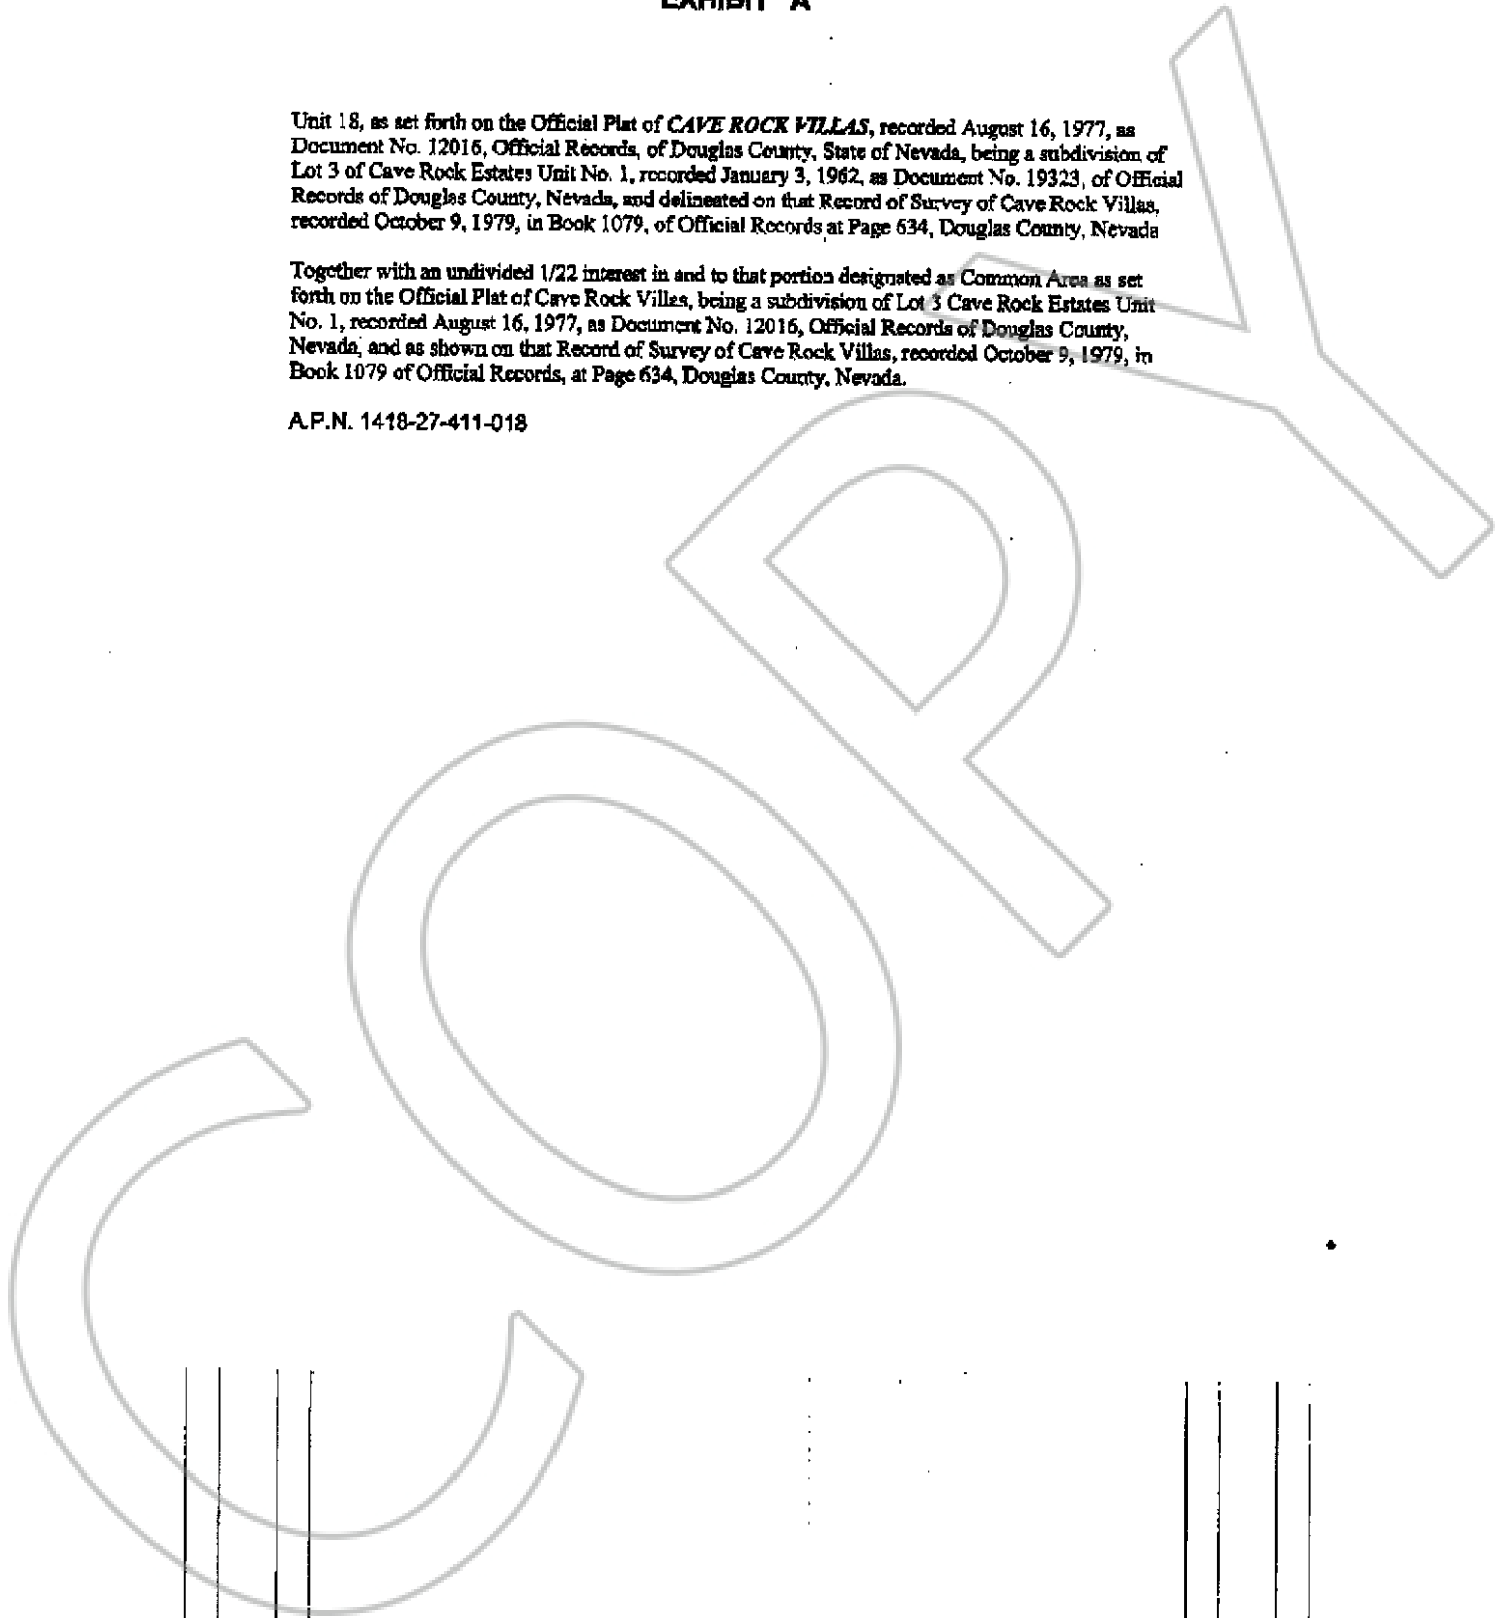 EXHIBIT "A"
Unit 18, as set forth on the Official Plat of CAVE ROCK VILLAS, recorded August 16, 1977, as
Document No. 12016, Official Records, of Douglas County, State of Nevada, being a subdivision of
Lot 3 of Cave Rock Estates Unit No. 1, recorded January 3, 1962, as Document No. 19323, of Official
Records of Douglas County, Nevada, and delineated on that Record of Survey of Cave Rock Villas,
recorded October 9, 1979, in Book 1079, of Official Records at Page 634, Douglas County, Nevada
Together with an undivided 1/22 interest in and to that portion designated as Common Area as set
forth on the Official Plat of Cave Rock Villas, being a subdivision of Lot 3 Cave Rock Estates Unit
No. 1, recorded August 16, 1977, as Document No. 12016, Official Records of Douglas County,
Nevada, and as shown on that Record of Survey of Cave Rock Villas, recorded October 9, 1979, in
Book 1079 of Official Records, at Page 634, Douglas County, Nevada.
A.P.N. 1418-27-411-018
COPY